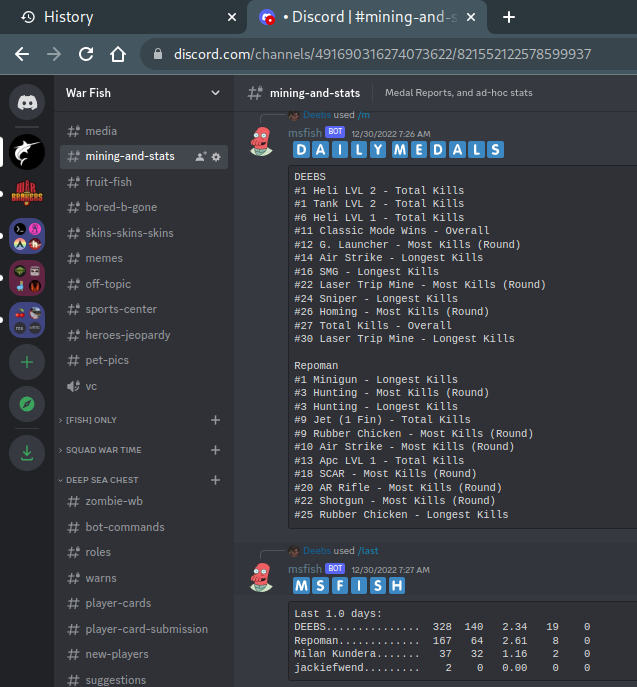 History
• Discord | #mining-and-s
discord.com/channels/491690316274073622/821552122578599937
War Fish
media
mining-and-stats
fruit-fish
bored-b-gone
skins-skins-skins
memes
off-topic
sports-center
heroes-jeopardy
pet-pics
vc
[FISH] ONLY
SQUAD WAR TIME
DEEP SEA CHEST
zombie-wb
bot-commands
roles
warns
player-cards
player-card-submission
new-players
suggestions
mining-and-stats
Medal Reports, and ad-hoc stats
Deebs used /m
msfish BOT 12/30/2022 7:26 AM
DAILY MEDALS
DEEBS
#1 Heli LVL 2 - Total Kills
#1 Tank LVL 2 - Total Kills
#6 Heli LVL 1 - Total Kills
#11 Classic Mode Wins - Overall
#12 G. Launcher - Most Kills (Round)
#14 Air Strike - Longest Kills
#16 SMG - Longest Kills
#22 Laser Trip Mine - Most Kills (Round)
#24 Sniper - Longest Kills
#26 Homing - Most Kills (Round)
#27 Total Kills - Overall
#30 Laser Trip Mine - Longest Kills
Repoman
#1 Minigun - Longest Kills
#3 Hunting - Most Kills (Round)
#3 Hunting - Longest Kills
#9 Jet (1 Fin) - Total Kills
#9 Rubber Chicken - Most Kills (Round)
#10 Air Strike - Most Kills (Round)
#13 Apc LVL 1 - Total Kills
#18 SCAR - Most Kills (Round)
#20 AR Rifle - Most Kills (Round)
#22 Shotgun - Most Kills (Round)
#25 Rubber Chicken - Longest Kills
Deebs used /last
msfish BOT 12/30/2022 7:27 AM
MSFISH
Last 1.0 days:
DEEBS............... 328 140 2.34 19 0
Repoman............. 167 64 2.61 8 0
Milan Kundera....... 37 32 1.16 2 0
jackiefwend......... 2 0 0.00 0 0